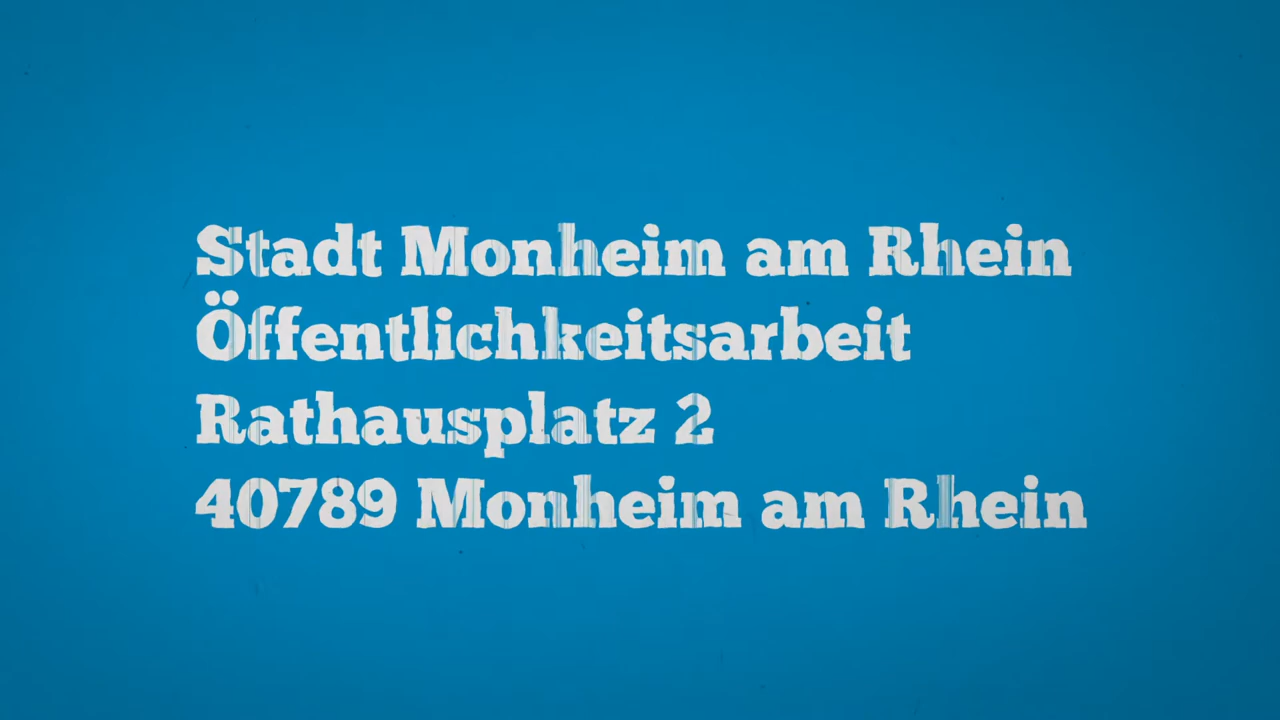 Stadt Monheim am Rhein
Öffentlichkeitsarbeit
Rathausplatz 2
40789 Monheim am Rhein